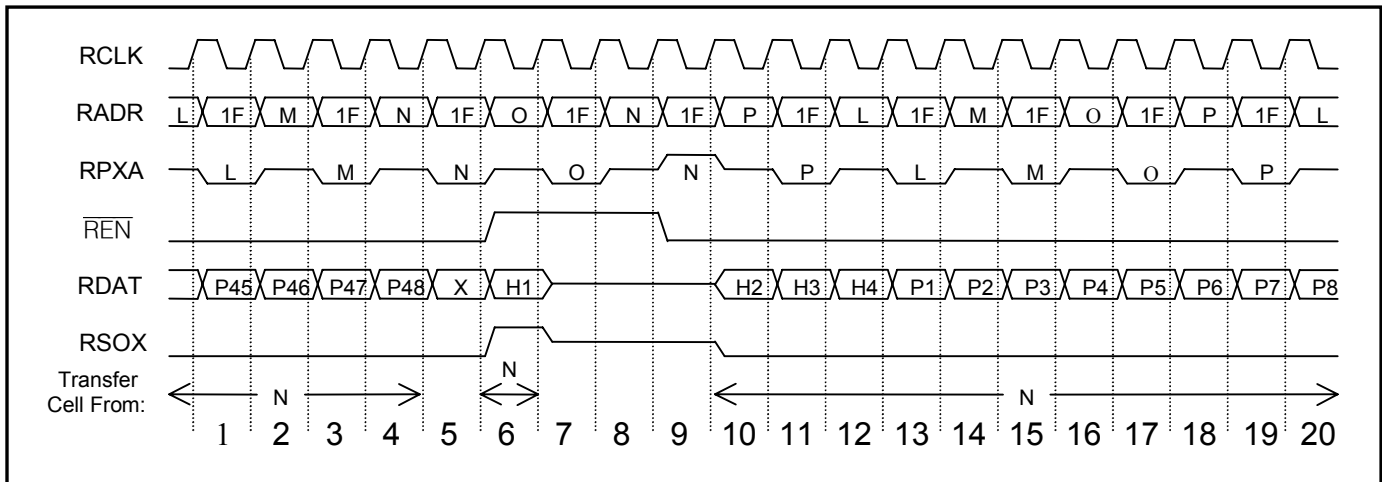 RCLK
RADR L 1F M 1F N 1F O 1F N 1F P 1F L 1F M 1F O 1F P 1F L
RPXA L M N O N P L M O P
REN
RDAT P45 P46 P47 P48 X H1 H2 H3 H4 P1 P2 P3 P4 P5 P6 P7 P8
RSOX
Transfer
Cell From: N N N
1 2 3 4 5 6 7 8 9 10 11 12 13 14 15 16 17 18 19 20